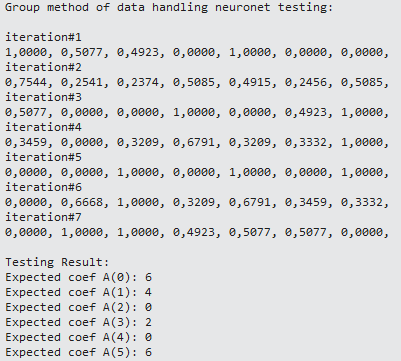 Group method of data handling neuronet testing:
iteration#1
1,0000, 0,5077, 0,4923, 0,0000, 1,0000, 0,0000, 0,0000,
iteration#2
0,7544, 0,2541, 0,2374, 0,5085, 0,4915, 0,2456, 0,5085,
iteration#3
0,5077, 0,0000, 0,0000, 1,0000, 0,0000, 0,4923, 1,0000,
iteration#4
0,3459, 0,0000, 0,3209, 0,6791, 0,3209, 0,3332, 1,0000,
iteration#5
0,0000, 0,0000, 1,0000, 0,0000, 1,0000, 0,0000, 1,0000,
iteration#6
0,0000, 0,6668, 1,0000, 0,3209, 0,6791, 0,3459, 0,3332,
iteration#7
0,0000, 1,0000, 1,0000, 0,4923, 0,5077, 0,5077, 0,0000,
Testing Result:
Expected coef A(0): 6
Expected coef A(1): 4
Expected coef A(2): 0
Expected coef A(3): 2
Expected coef A(4): 0
Expected coef A(5): 6